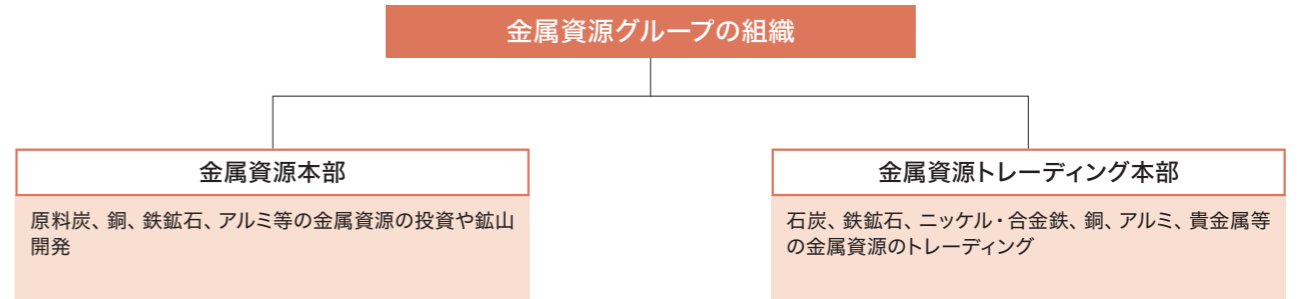 金属資源グループの組織
金属資源本部
原料炭、銅、鉄鉱石、アルミ等の金属資源の投資や鉱山
開発
金属資源トレーディング本部
石炭、鉄鉱石、ニッケル・合金鉄、銅、アルミ、貴金属等
の金属資源のトレーディング